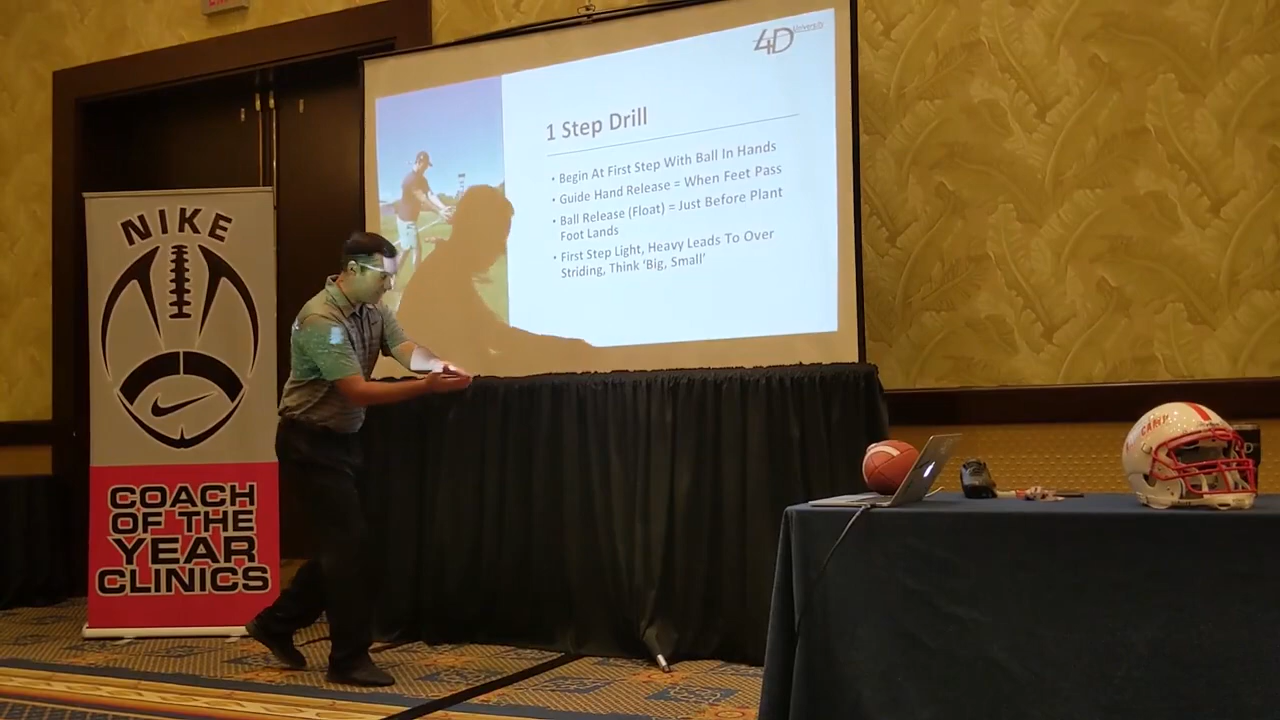 4D University
1 Step Drill
• Begin At First Step With Ball In Hands
• Guide Hand Release = When Feet Pass
• Ball Release (Float) = Just Before Plant
Foot Lands
• First Step Light, Heavy Leads To Over
Striding, Think ‘Big, Small’
NIKE
COACH
OF THE
YEAR
CLINICS